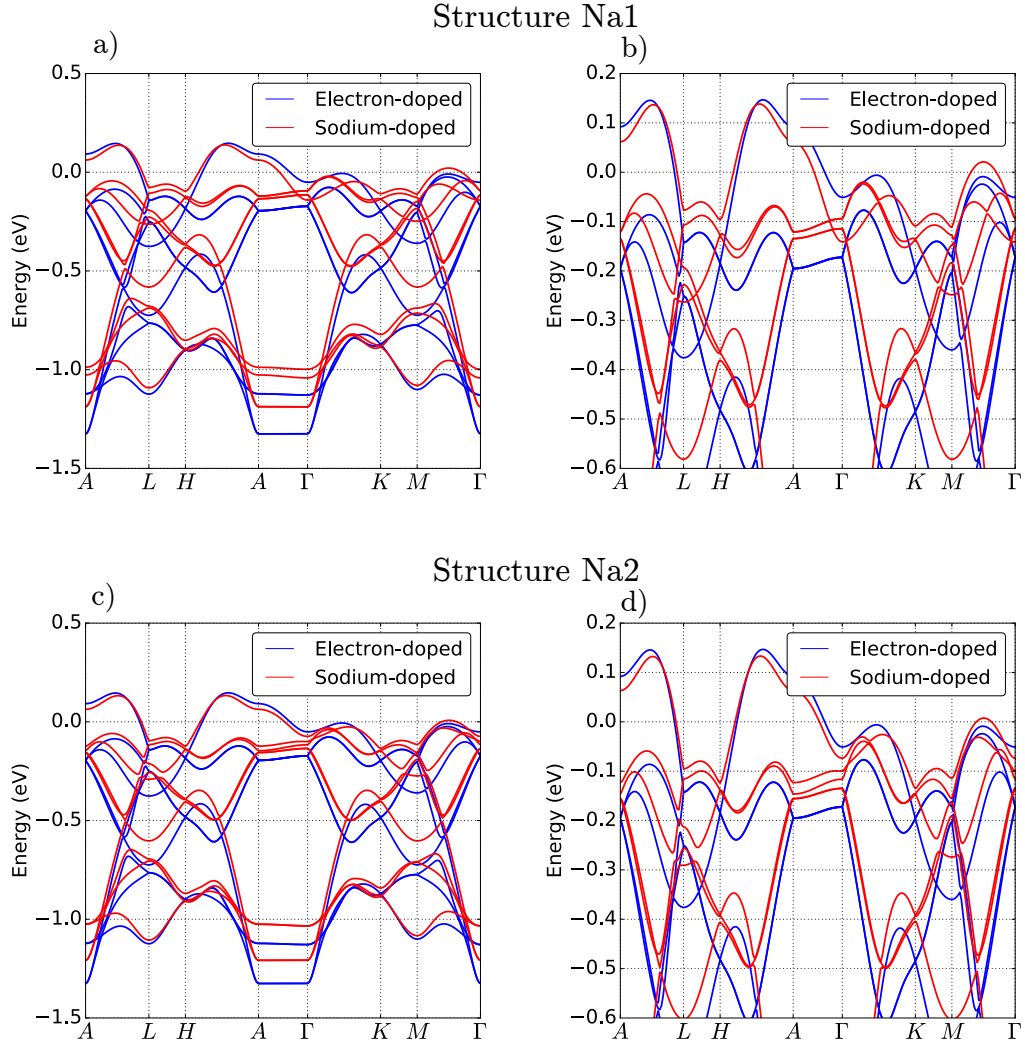 Structure Na1
a)
b)
0.5
0.0
−0.5
−1.0
−1.5
Energy (eV)
Electron-doped
Sodium-doped
A L H A Γ K M Γ
0.2
0.1
0.0
−0.1
−0.2
−0.3
−0.4
−0.5
−0.6
Energy (eV)
Electron-doped
Sodium-doped
A L H A Γ K M Γ
Structure Na2
c)
d)
0.5
0.0
−0.5
−1.0
−1.5
Energy (eV)
Electron-doped
Sodium-doped
A L H A Γ K M Γ
0.2
0.1
0.0
−0.1
−0.2
−0.3
−0.4
−0.5
−0.6
Energy (eV)
Electron-doped
Sodium-doped
A L H A Γ K M Γ